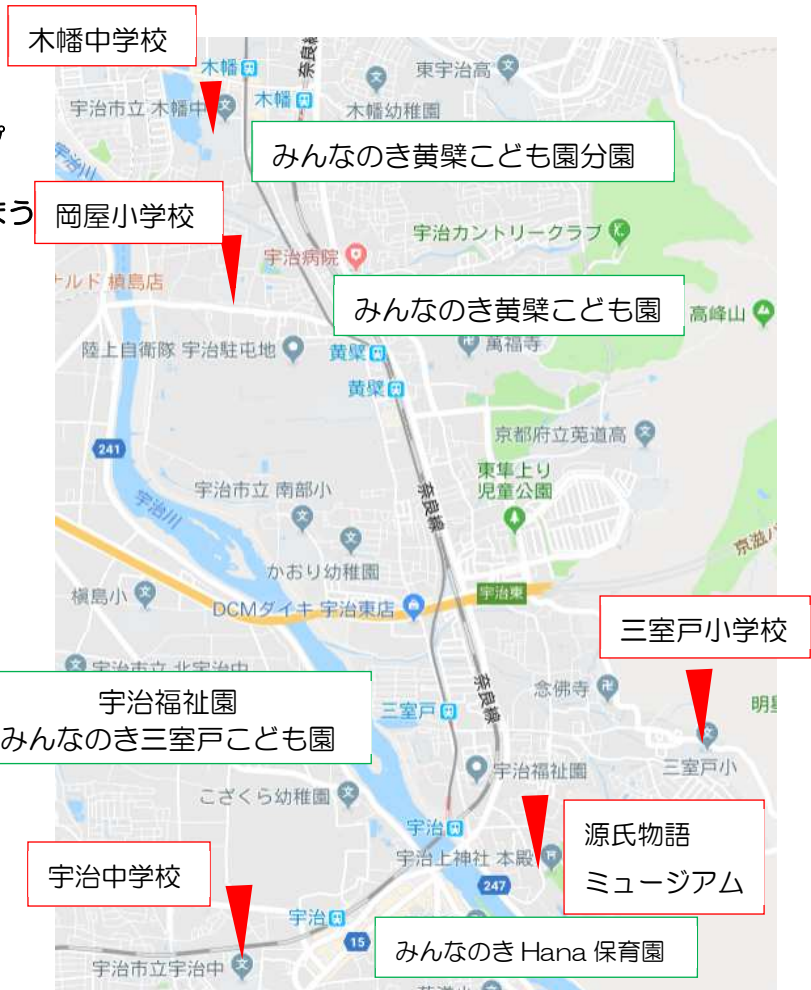 木幡中学校
木幡
奈良線
東宇治高
宇治市立 木幡中
木幡
木幡幼稚園
プ
みんなのき黄檗こども園分園
宇治川
まう
岡屋小学校
宇治カントリークラブ
宇治病院
ナルド 槙島店
みんなのき黄檗こども園
高峰山
陸上自衛隊 宇治駐屯地
黄檗
萬福寺
黄檗
京都府立莵道高
241
東隼上り
児童公園
宇治市立 南部小
奈良線
宇治川
京滋バ
かおり幼稚園
槇島小
宇治東
DCMダイキ 宇治東店
三室戸小学校
宇治市立 北宇治中
念佛寺
宇治福祉園
みんなのき三室戸こども園
三室戸
奈良線
明星
三室戸小
宇治福祉園
こざくら幼稚園
宇治
源氏物語
ミュージアム
宇治上神社 本殿
宇治中学校
247
宇治
15
みんなのき Hana 保育園
宇治市立宇治中